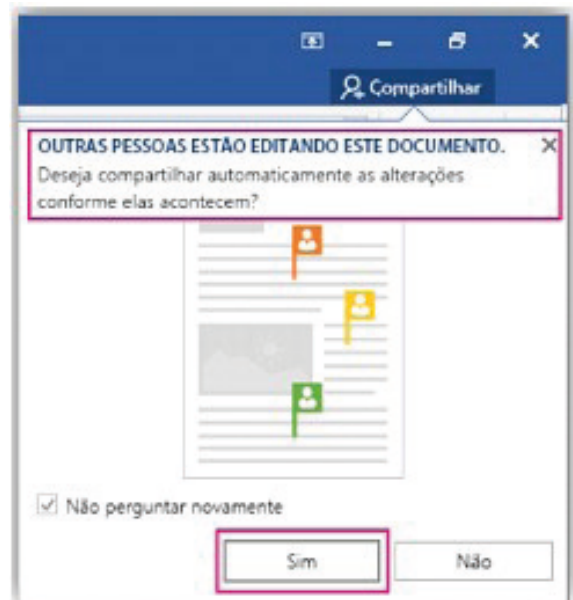 Compartilhar
OUTRAS PESSOAS ESTÃO EDITANDO ESTE DOCUMENTO.
Deseja compartilhar automaticamente as alterações
conforme elas acontecem?
Não perguntar novamente
Sim
Não